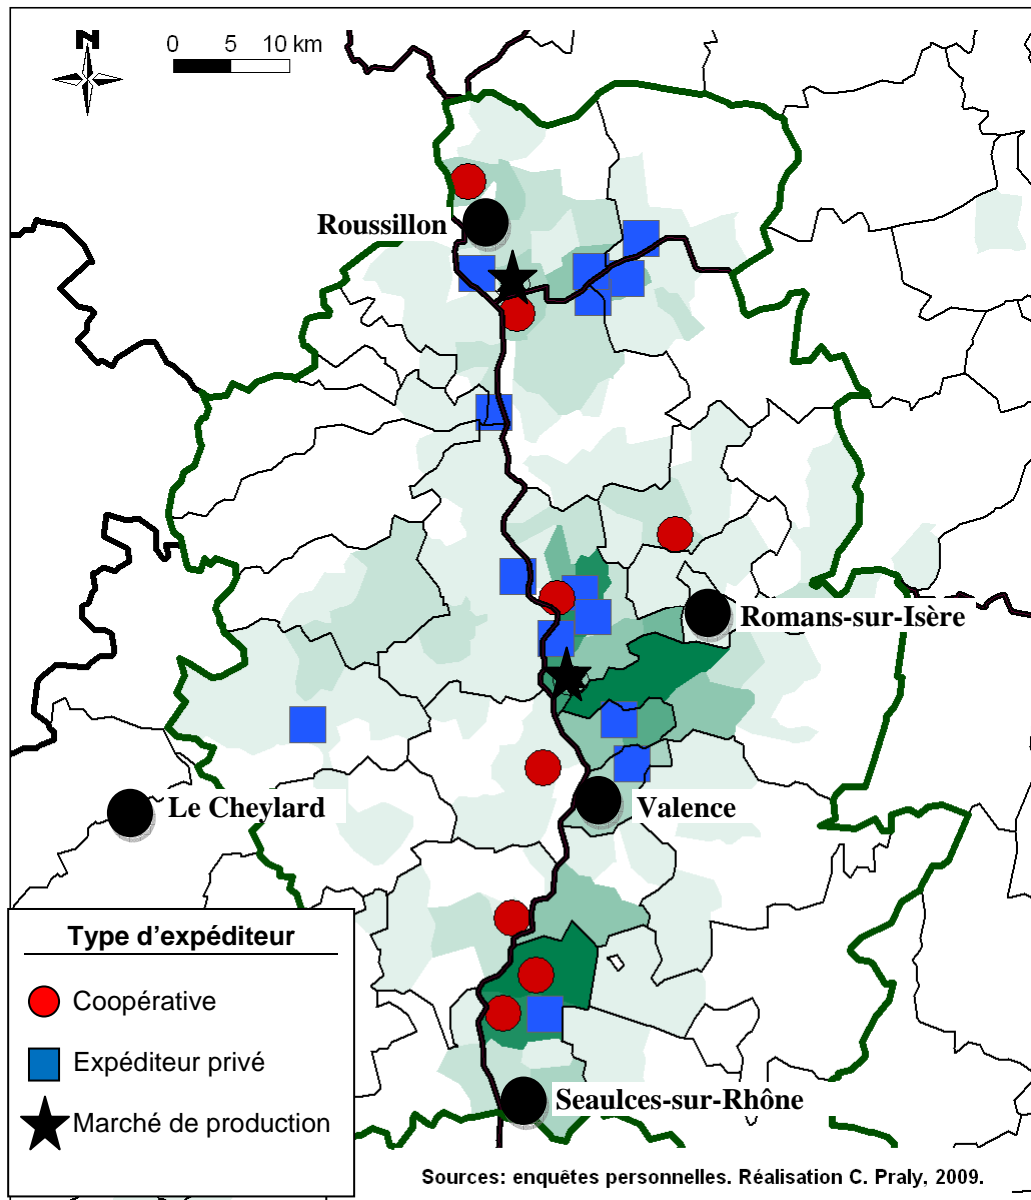 N
0 5 10 km
Roussillon
Romans-sur-Isère
Le Cheylard
Valence
Seaulces-sur-Rhône
Type d'expéditeur
Coopérative
Expéditeur privé
Marché de production
Sources: enquêtes personnelles. Réalisation C. Praly, 2009.